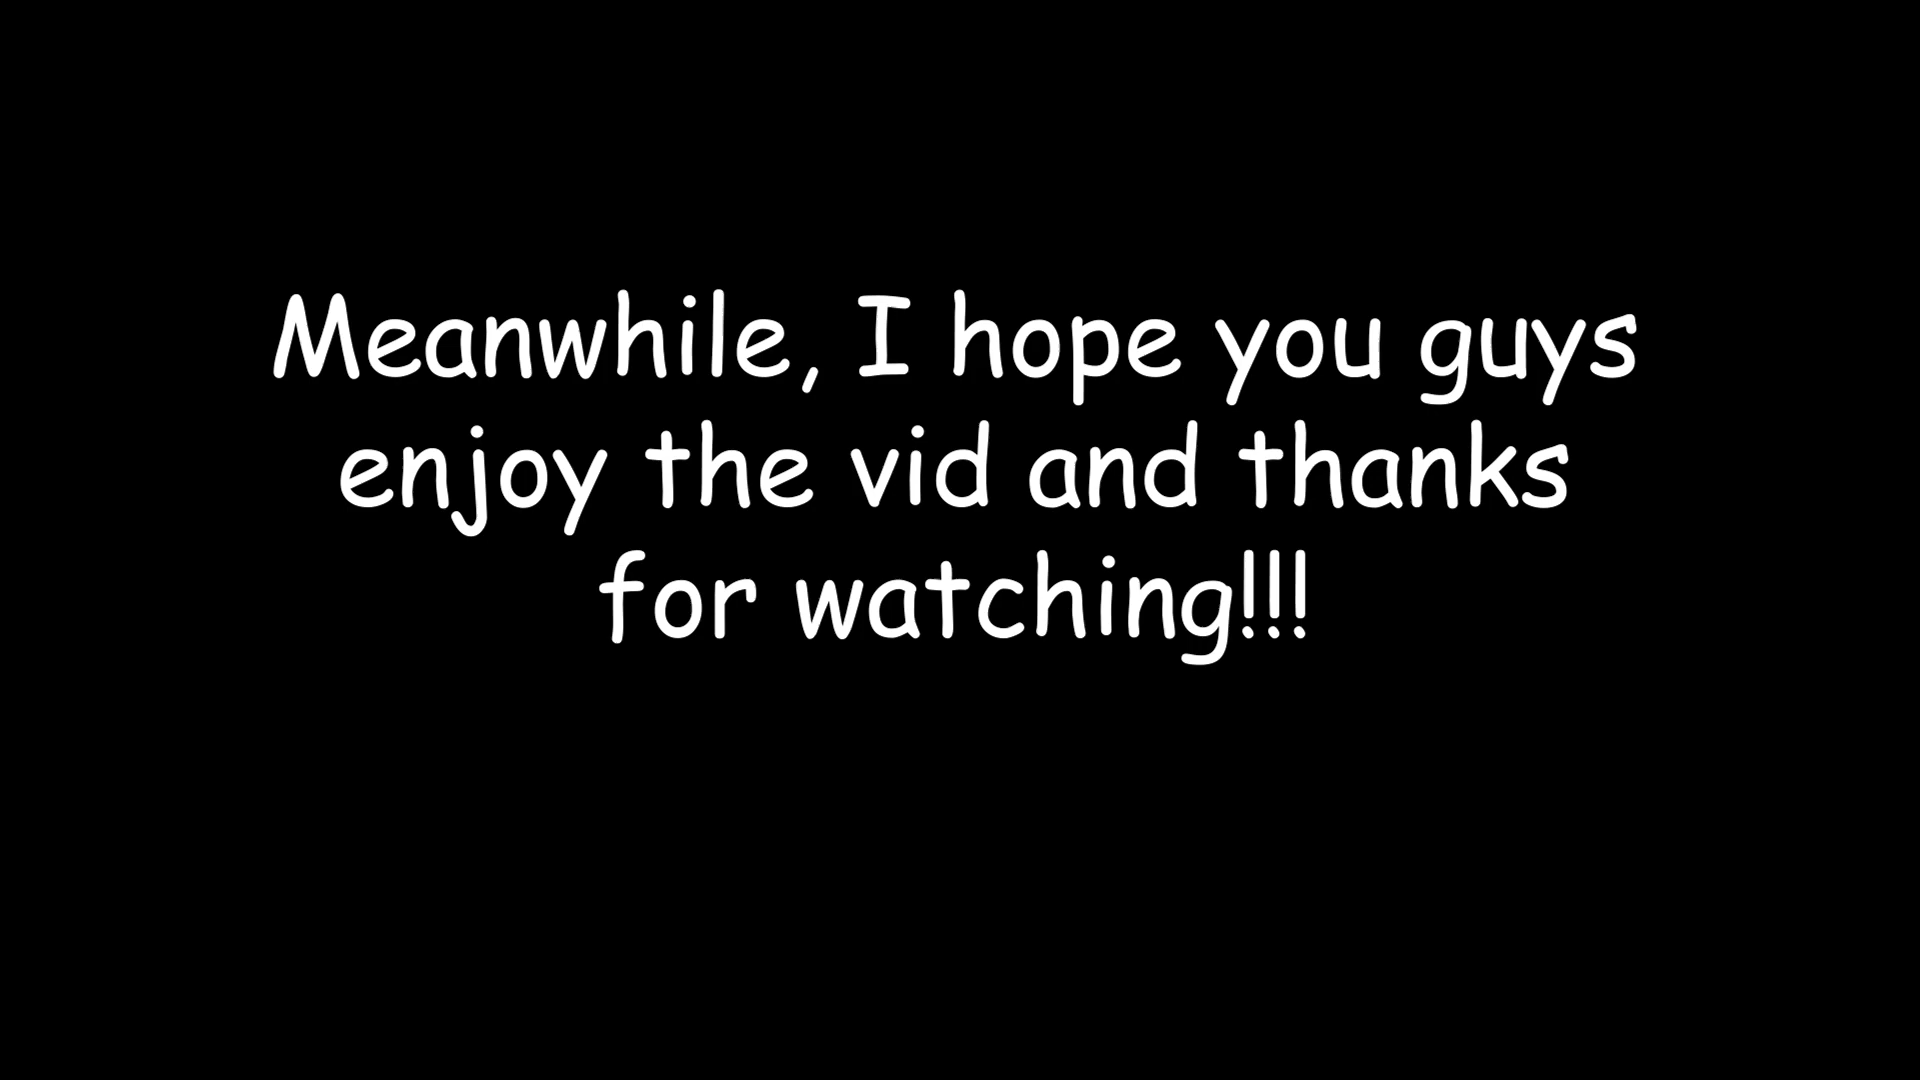 Meanwhile, I hope you guys
enjoy the vid and thanks
for watching!!!